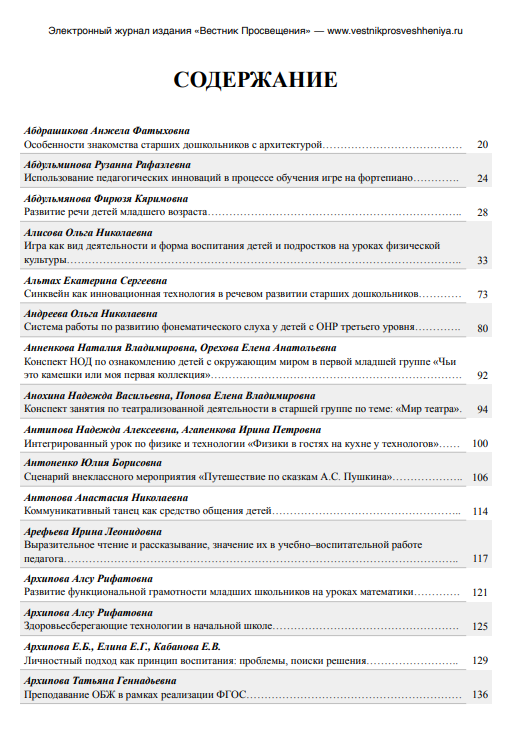 Электронный журнал издания «Вестник Просвещения» — www.vestnikprosveshheniya.ru
СОДЕРЖАНИЕ
Абдрашикова Анжела Фатыховна
Особенности знакомства старших дошкольников с архитектурой…………………………… 20
Абдульминова Рузанна Рафаэлевна
Использование педагогических инноваций в процессе обучения игре на фортепиано………… 24
Абдульмянова Фирюзя Кяримовна
Развитие речи детей младшего возраста…………………………………………………… 28
Алисова Ольга Николаевна
Игра как вид деятельности и форма воспитания детей и подростков на уроках физической
культуры……………………………………………………………………………………… 33
Альтах Екатерина Сергеевна
Синквейн как инновационная технология в речевом развитии старших дошкольников………… 73
Андреева Ольга Николаевна
Система работы по развитию фонематического слуха у детей с ОНР третьего уровня………… 80
Анненкова Наталия Владимировна, Орехова Елена Анатольевна
Конспект НОД по ознакомлению детей с окружающим миром в первой младшей группе «Чьи
это камешки или моя первая коллекция»…………………………………………………… 92
Анохина Надежда Васильевна, Попова Елена Владимировна
Конспект занятия по театрализованной деятельности в старшей группе по теме: «Мир театра». 94
Антипова Надежда Алексеевна, Агапенкова Ирина Петровна
Интегрированный урок по физике и технологии «Физики в гостях на кухне у технологов»…… 100
Антоненко Юлия Борисовна
Сценарий внеклассного мероприятия «Путешествие по сказкам А.С. Пушкина»……………… 106
Антонова Анастасия Николаевна
Коммуникативный танец как средство общения детей…………………………………… 114
Арефьева Ирина Леонидовна
Выразительное чтение и рассказывание, значение их в учебно–воспитательной работе
педагога……………………………………………………………………………………… 117
Архипова Алсу Рифатовна
Развитие функциональной грамотности младших школьников на уроках математики………… 121
Архипова Алсу Рифатовна
Здоровьесберегающие технологии в начальной школе…………………………………… 125
Архипова Е.Б., Елина Е.Г., Кабанова Е.В.
Личностный подход как принцип воспитания: проблемы, поиски решения………………… 129
Архипова Татьяна Геннадьевна
Преподавание ОБЖ в рамках реализации ФГОС…………………………………………… 136